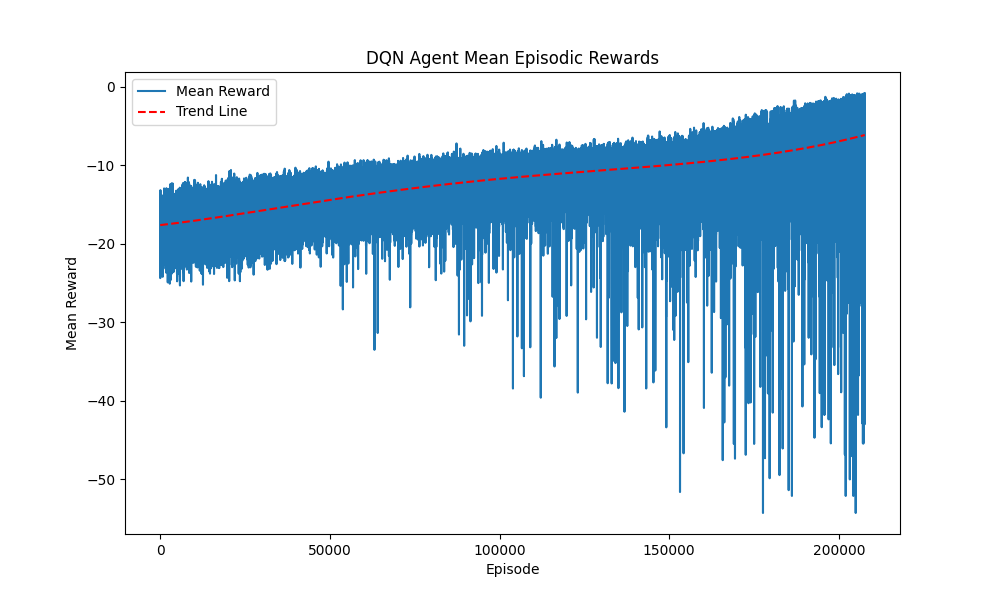 DQN Agent Mean Episodic Rewards
Mean Reward
Trend Line
0
−10
−20
−30
−40
−50
Mean Reward
0
50000
100000
150000
200000
Episode